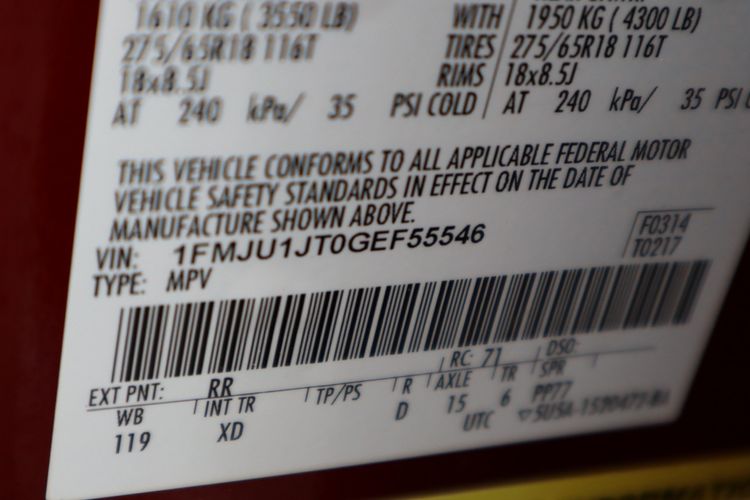 1610 KG ( 3550 LB) WITH 1950 KG ( 4300 LB)
275/65R18 116T TIRES 275/65R18 116T
18x8.5J RIMS 18x8.5J
AT 240 kPa/ 35 PSI COLD AT 240 kPa/ 35 PSI
THIS VEHICLE CONFORMS TO ALL APPLICABLE FEDERAL MOTOR
VEHICLE SAFETY STANDARDS IN EFFECT ON THE DATE OF
MANUFACTURE SHOWN ABOVE.
VIN: 1FMJU1JT0GEF55546
F0314
T0217
TYPE: MPV
EXT PNT: RR RC: 71 DSO:
WB INT TR TP/PS R AXLE TR SPR
119 XD D 15 6 PP77
UTC